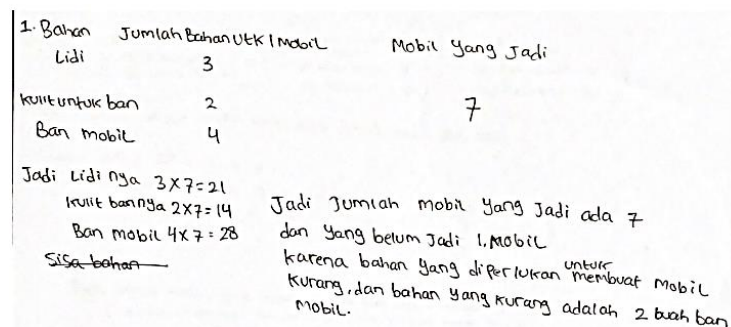 1. Bahan Jumlah Bahan Utk 1 Mobil Mobil yang Jadi
Lidi 3
kulit untuk ban 2 7
Ban mobil 4
Jadi Lidi nya 3x7=21
kulit bannya 2x7=14
Ban mobil 4x7=28
Sisa bahan
Jadi Jumlah mobil yang Jadi ada 7
dan yang belum Jadi 1. Mobil
karena bahan yang diperlukan untuk membuat Mobil
kurang, dan bahan yang kurang adalah 2 buah ban
Mobil.